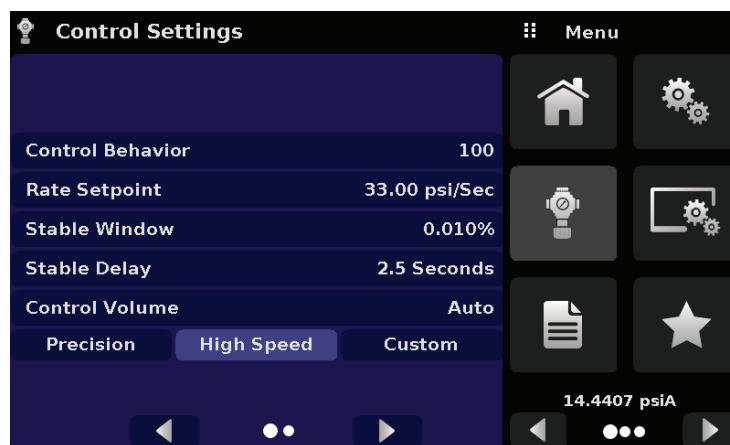 Control Settings
Menu
Control Behavior 100
Rate Setpoint 33.00 psi/Sec
Stable Window 0.010%
Stable Delay 2.5 Seconds
Control Volume Auto
Precision High Speed Custom
14.4407 psiA